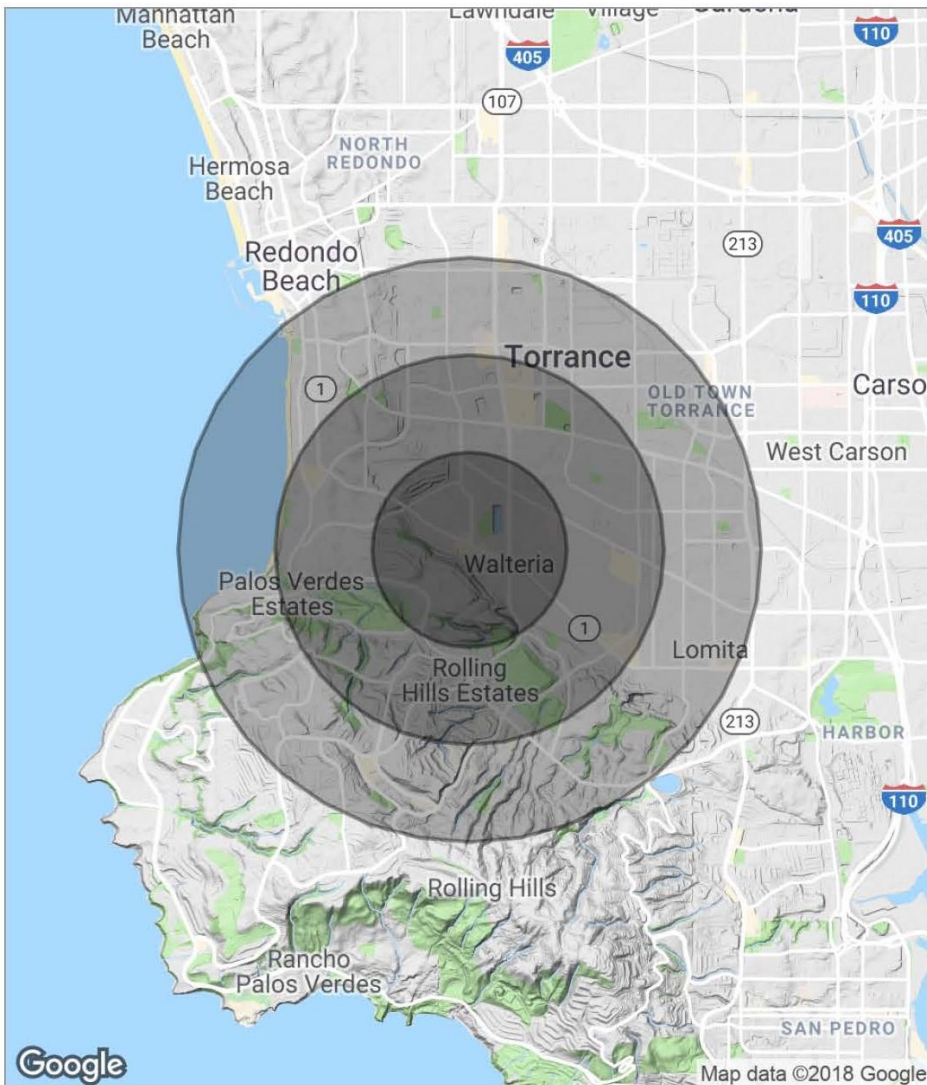 Manhattan
Beach
Lawndale
Village
Gardena
110
405
107
NORTH
REDONDO
Hermosa
Beach
213
405
Redondo
Beach
110
Torrance
1
OLD TOWN
TORRANCE
Carso
West Carson
Walteria
Palos Verdes
Estates
1
Lomita
Rolling
Hills Estates
213
HARBOR
110
Rolling Hills
Rancho
Palos Verdes
SAN PEDRO
Google
Map data ©2018 Google